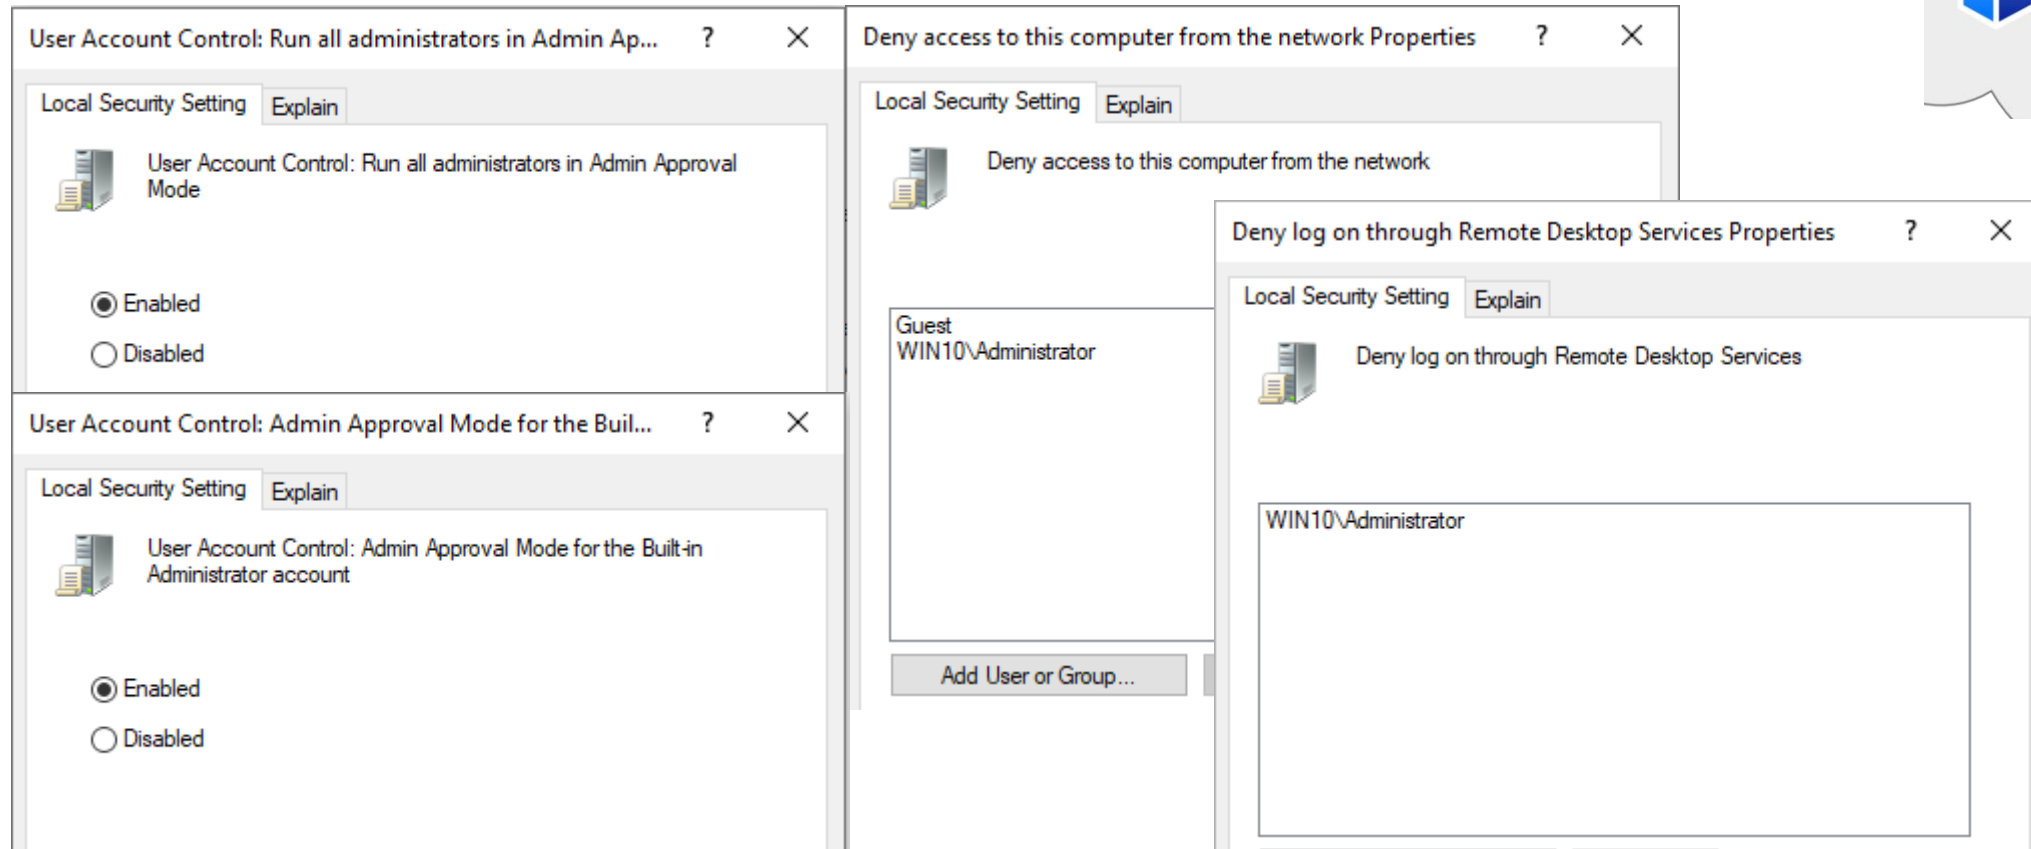 User Account Control: Run all administrators in Admin Ap... ?
Local Security Setting Explain
User Account Control: Run all administrators in Admin Approval
Mode
Enabled
Disabled
User Account Control: Admin Approval Mode for the Buil... ?
Local Security Setting Explain
User Account Control: Admin Approval Mode for the Built-in
Administrator account
Enabled
Disabled
Deny access to this computer from the network Properties ?
Local Security Setting Explain
Deny access to this computer from the network
Guest
WIN10\Administrator
Add User or Group...
Deny log on through Remote Desktop Services Properties ?
Local Security Setting Explain
Deny log on through Remote Desktop Services
WIN10\Administrator